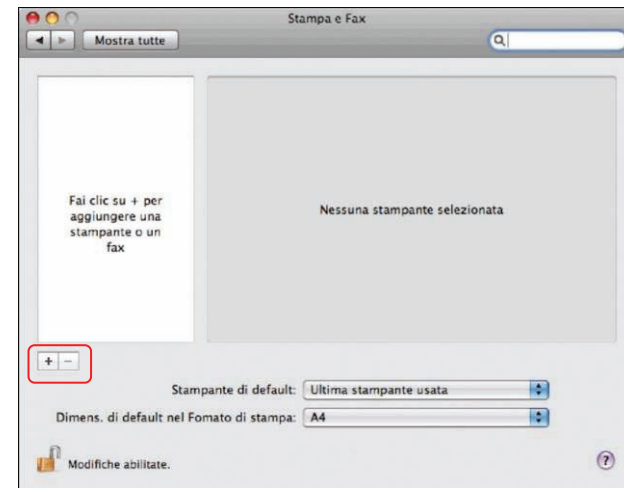 Stampa e Fax
Mostra tutte
Fai clic su + per
aggiungere una
stampante o un
fax
Nessuna stampante selezionata
+ −
Stampante di default: Ultima stampante usata
Dimens. di default nel Fomato di stampa: A4
Modifiche abilitate.
?